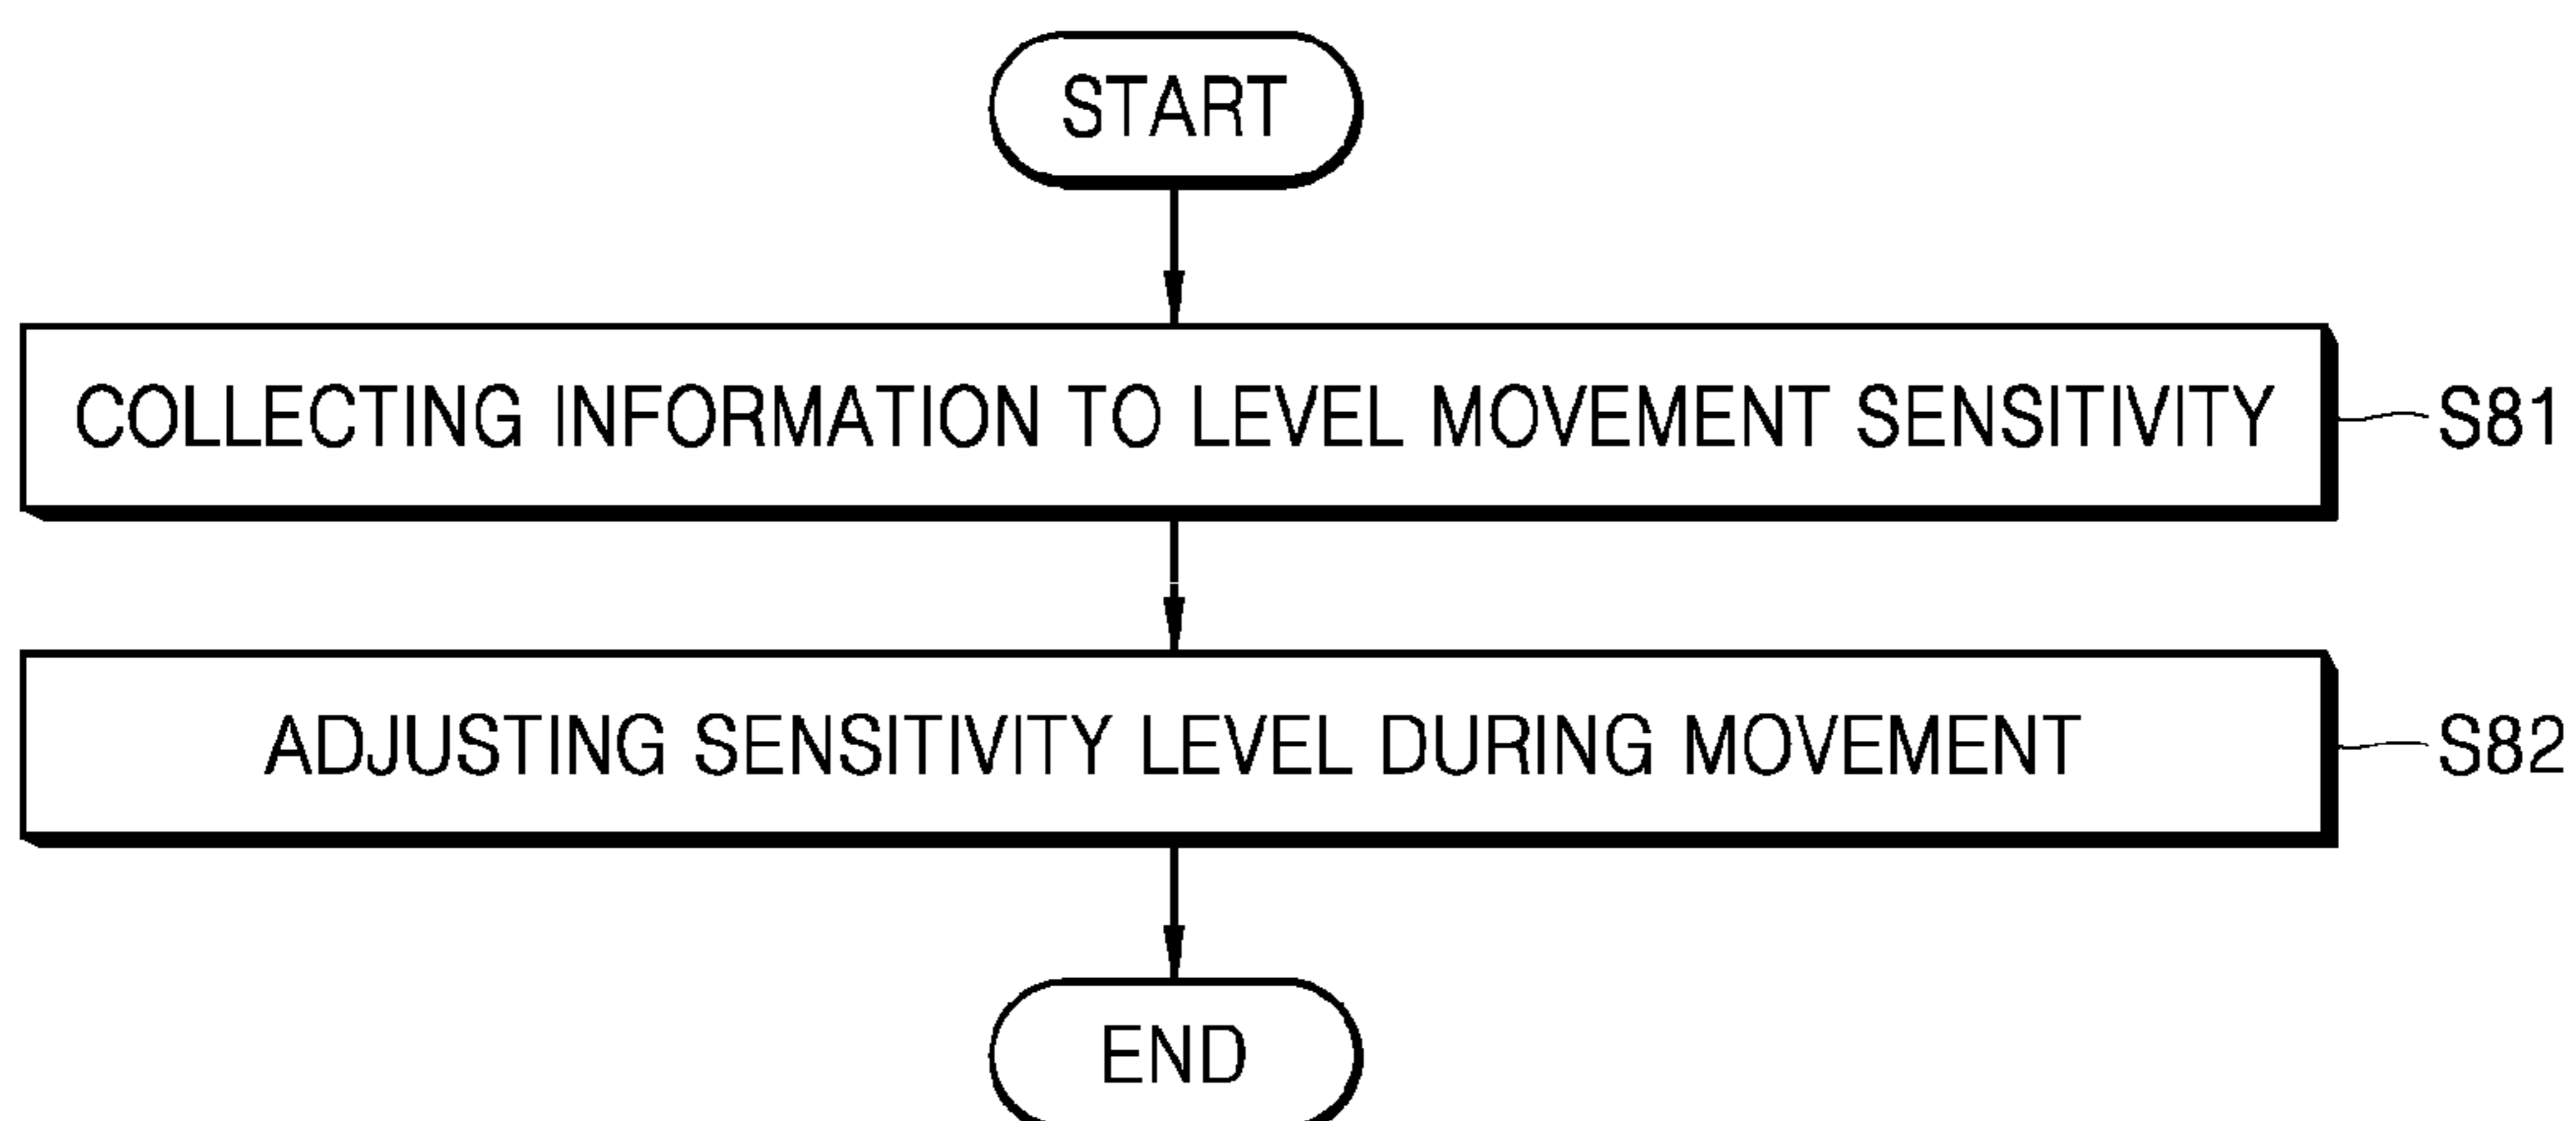 START
COLLECTING INFORMATION TO LEVEL MOVEMENT SENSITIVITY S81
ADJUSTING SENSITIVITY LEVEL DURING MOVEMENT S82
END